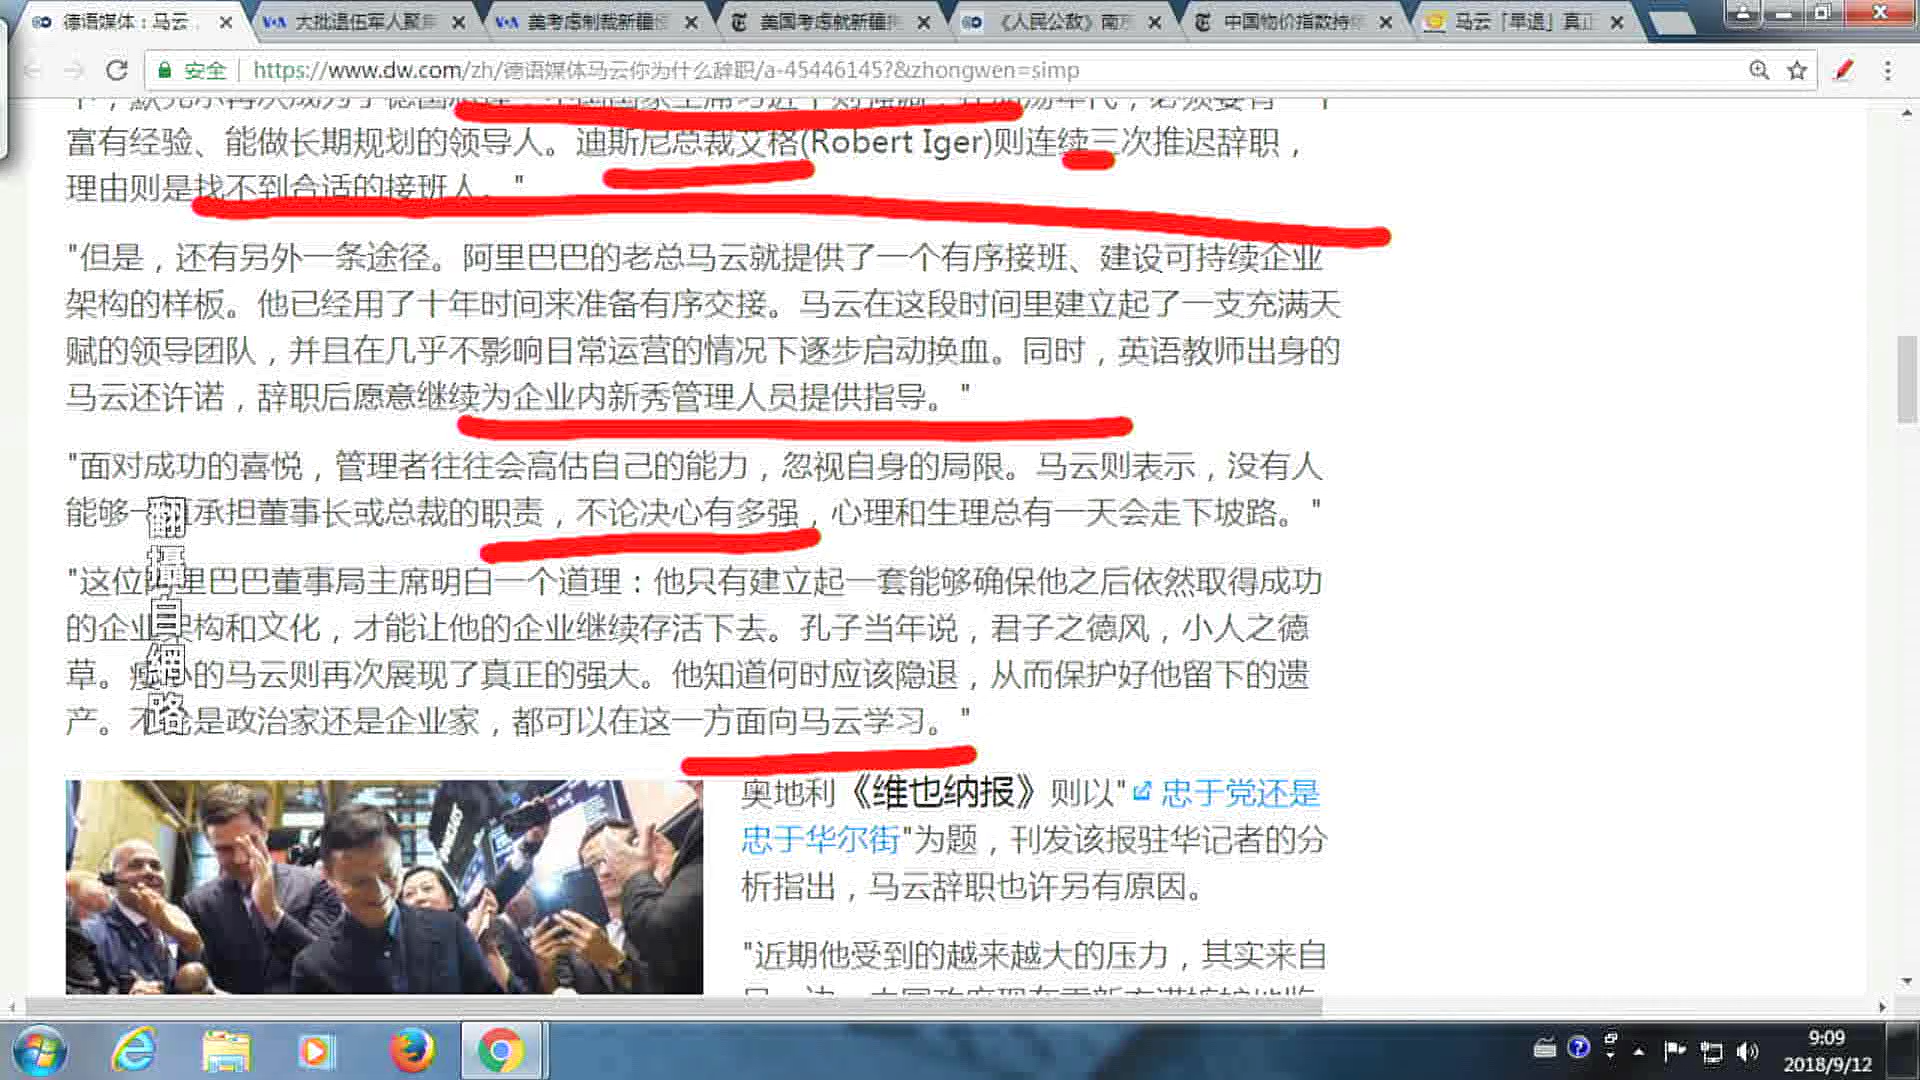 德语媒体：马云
大批退伍军人聚集
美考虑制裁新疆
美国考虑就新疆
《人民公敌》南京
中国物价指数持续
马云「早退」真正
安全 https://www.dw.com/zh/德语媒体马云你为什么辞职/a-45446145?&zhongwen=simp
富有经验、能做长期规划的领导人。迪斯尼总裁艾格(Robert Iger)则连续三次推迟辞职，
理由则是找不到合适的接班人。"
"但是，还有另外一条途径。阿里巴巴的老总马云就提供了一个有序接班、建设可持续企业
架构的样板。他已经用了十年时间来准备有序交接。马云在这段时间里建立起了一支充满天
赋的领导团队，并且在几乎不影响日常运营的情况下逐步启动换血。同时，英语教师出身的
马云还许诺，辞职后愿意继续为企业内新秀管理人员提供指导。"
"面对成功的喜悦，管理者往往会高估自己的能力，忽视自身的局限。马云则表示，没有人
能够一直承担董事长或总裁的职责，不论决心有多强，心理和生理总有一天会走下坡路。"
"这位阿里巴巴董事局主席明白一个道理：他只有建立起一套能够确保他之后依然取得成功
的企业架构和文化，才能让他的企业继续存活下去。孔子当年说，君子之德风，小人之德
草。瘦小的马云则再次展现了真正的强大。他知道何时应该隐退，从而保护好他留下的遗
产。不论是政治家还是企业家，都可以在这一方面向马云学习。"
翻攝自網路
奥地利《维也纳报》则以"忠于党还是
忠于华尔街"为题，刊发该报驻华记者的分
析指出，马云辞职也许另有原因。
"近期他受到的越来越大的压力，其实来自
9:09
2018/9/12